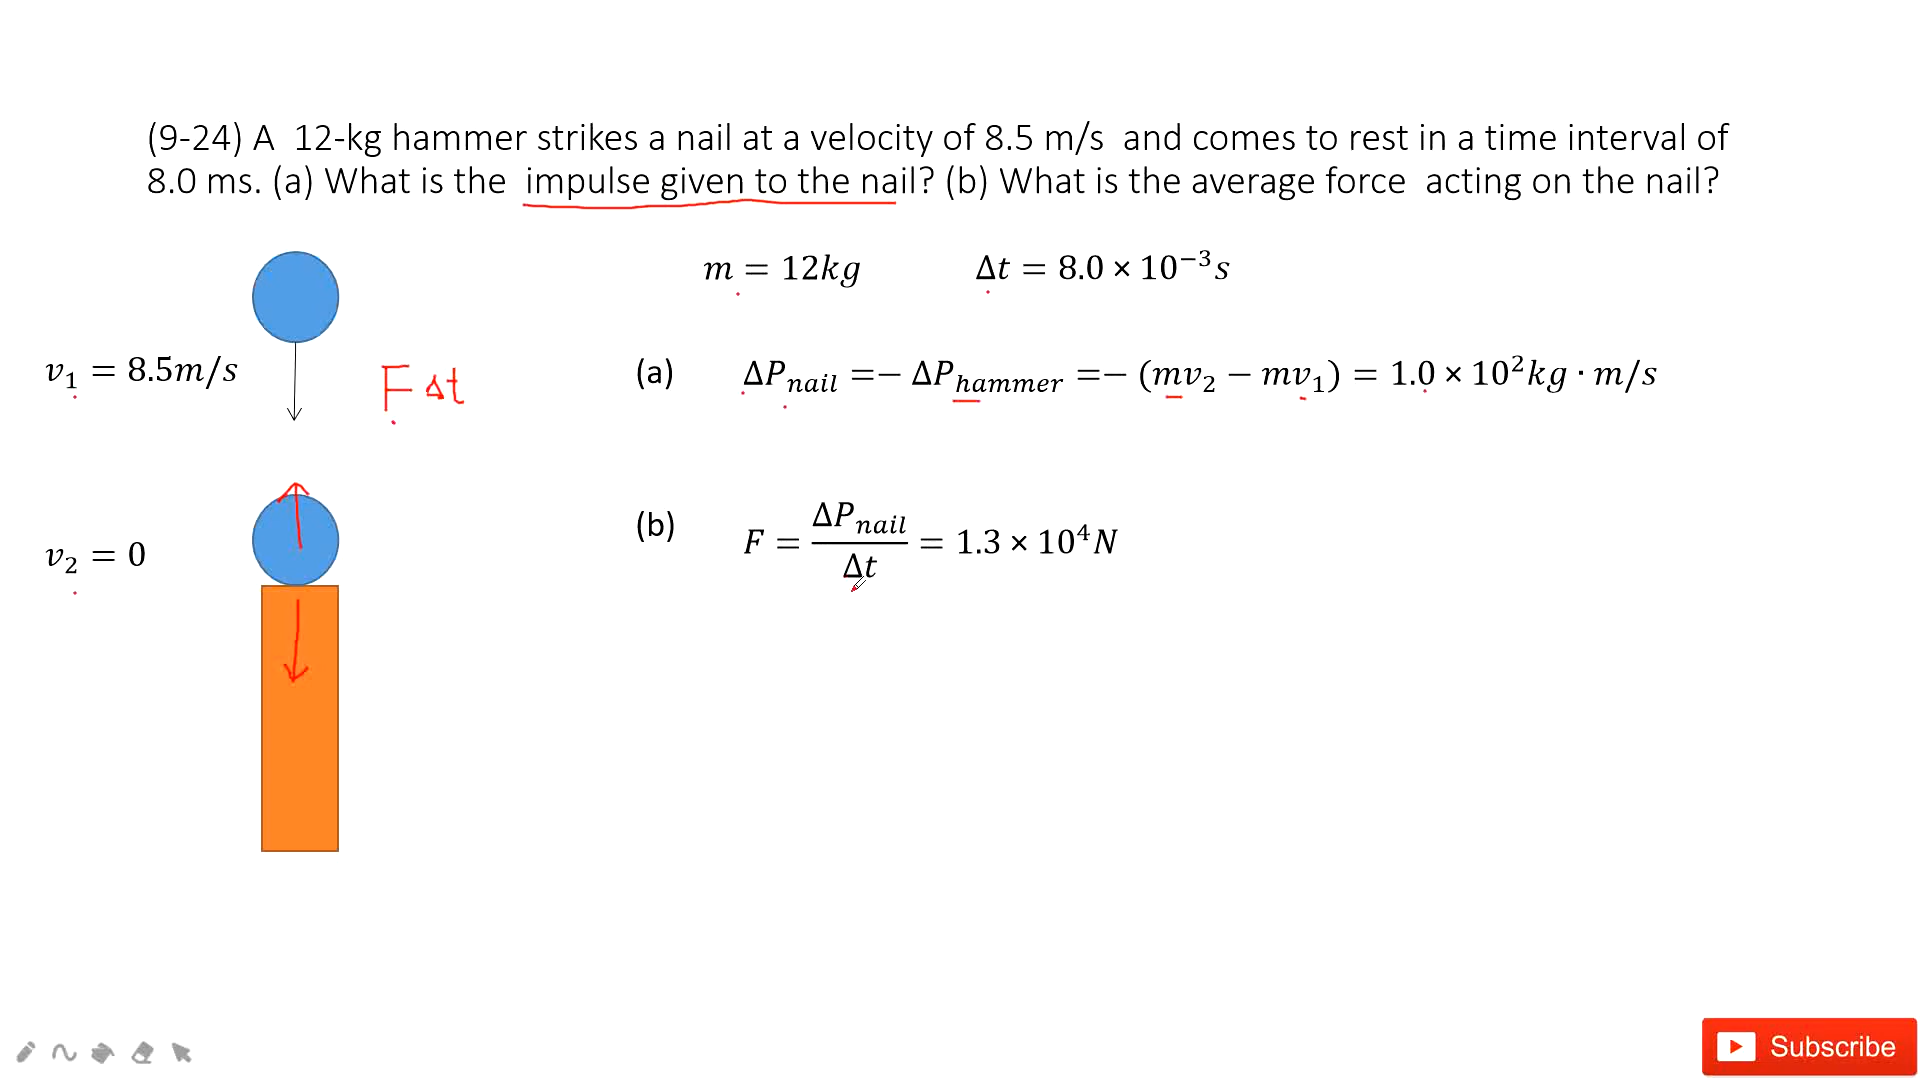 (9-24) A 12-kg hammer strikes a nail at a velocity of 8.5 m/s and comes to rest in a time interval of
8.0 ms. (a) What is the impulse given to the nail? (b) What is the average force acting on the nail?
m = 12kg
Δt = 8.0 × 10⁻³s
v₁ = 8.5m/s
F Δt
(a) ΔP_nail =− ΔP_hammer =− (mv₂ − mv₁) = 1.0 × 10²kg · m/s
v₂ = 0
(b) F = ΔP_nail / Δt = 1.3 × 10⁴N
Subscribe